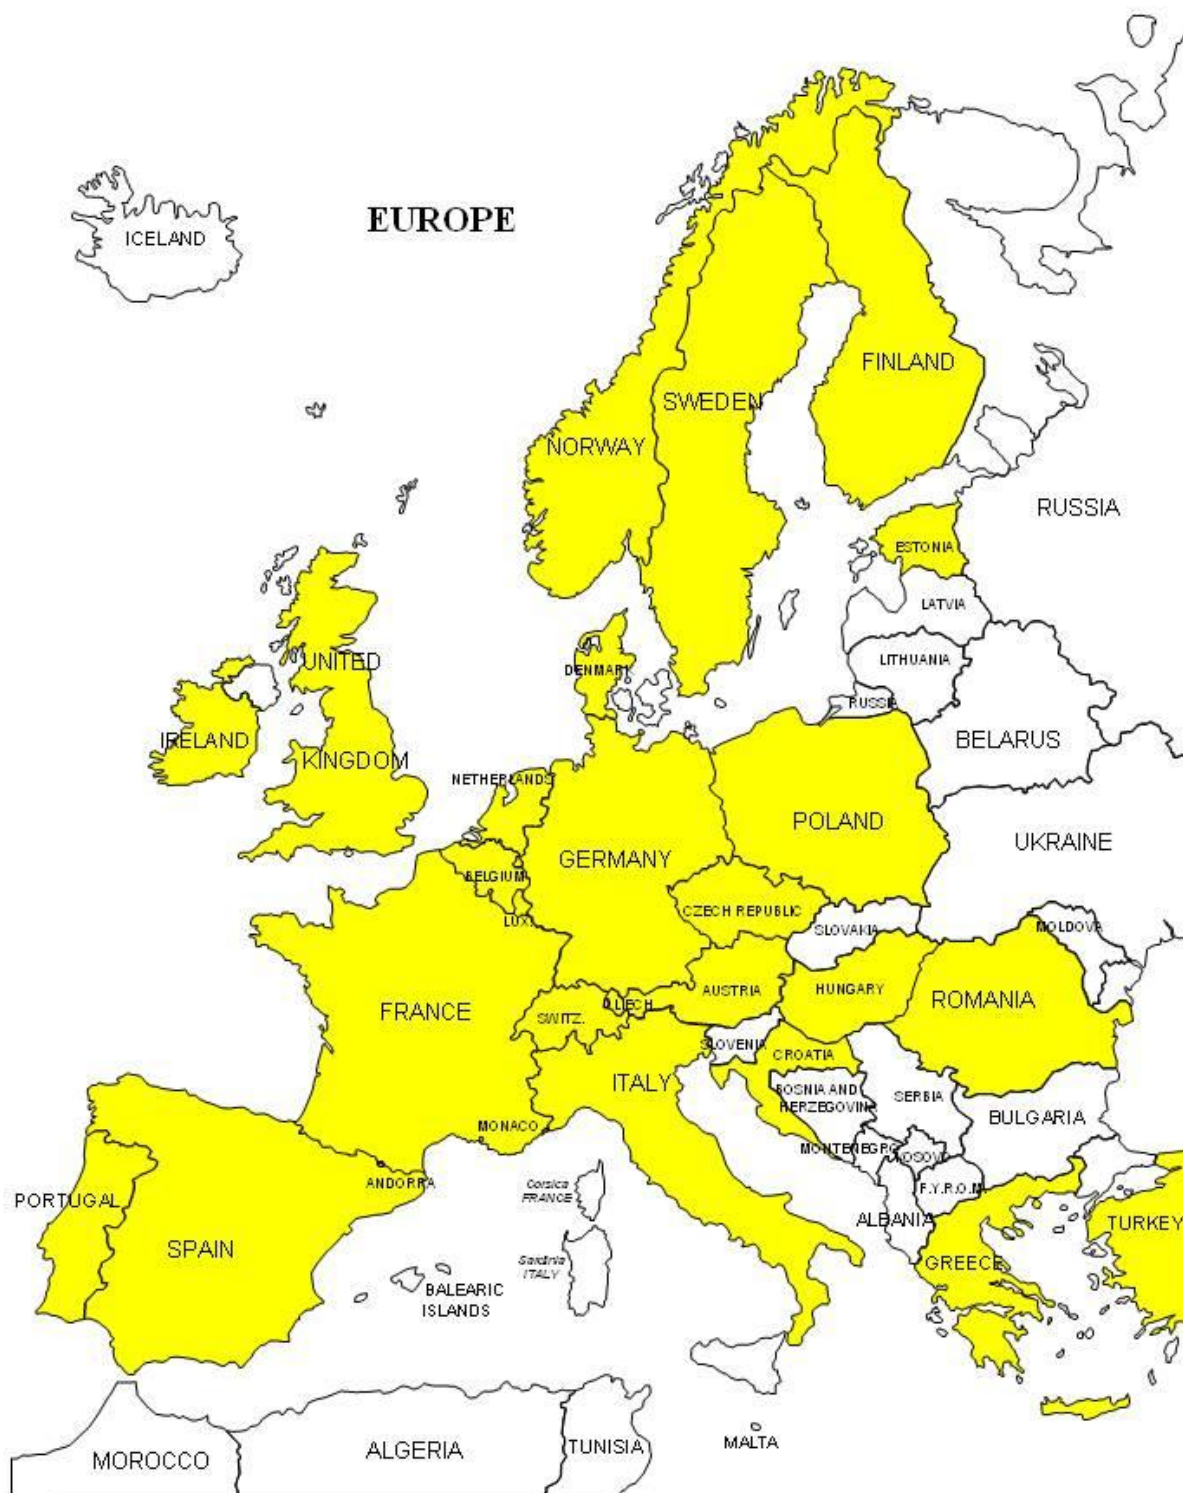 EUROPE
ICELAND
FINLAND
SWEDEN
NORWAY
RUSSIA
ESTONIA
LATVIA
UNITED
LITHUANIA
DENMARK
RUSSIA
IRELAND
BELARUS
KINGDOM
NETHERLANDS
POLAND
UKRAINE
GERMANY
BELGIUM
CZECH REPUBLIC
LUX.
SLOVAKIA
MOLDOVA
AUSTRIA
HUNGARY
ROMANIA
LIECH
FRANCE
SWITZ.
SLOVENIA
CROATIA
ITALY
BOSNIA AND
HERZEGOVINA
SERBIA
BULGARIA
MONACO
MONTENEGRO
KOSOVO
ANDORRA
Corsica
FRANCE
F.Y.R.O.M.
PORTUGAL
ALBANIA
TURKEY
SPAIN
Sardinia
ITALY
GREECE
BALEARIC
ISLANDS
MALTA
TUNISIA
ALGERIA
MOROCCO